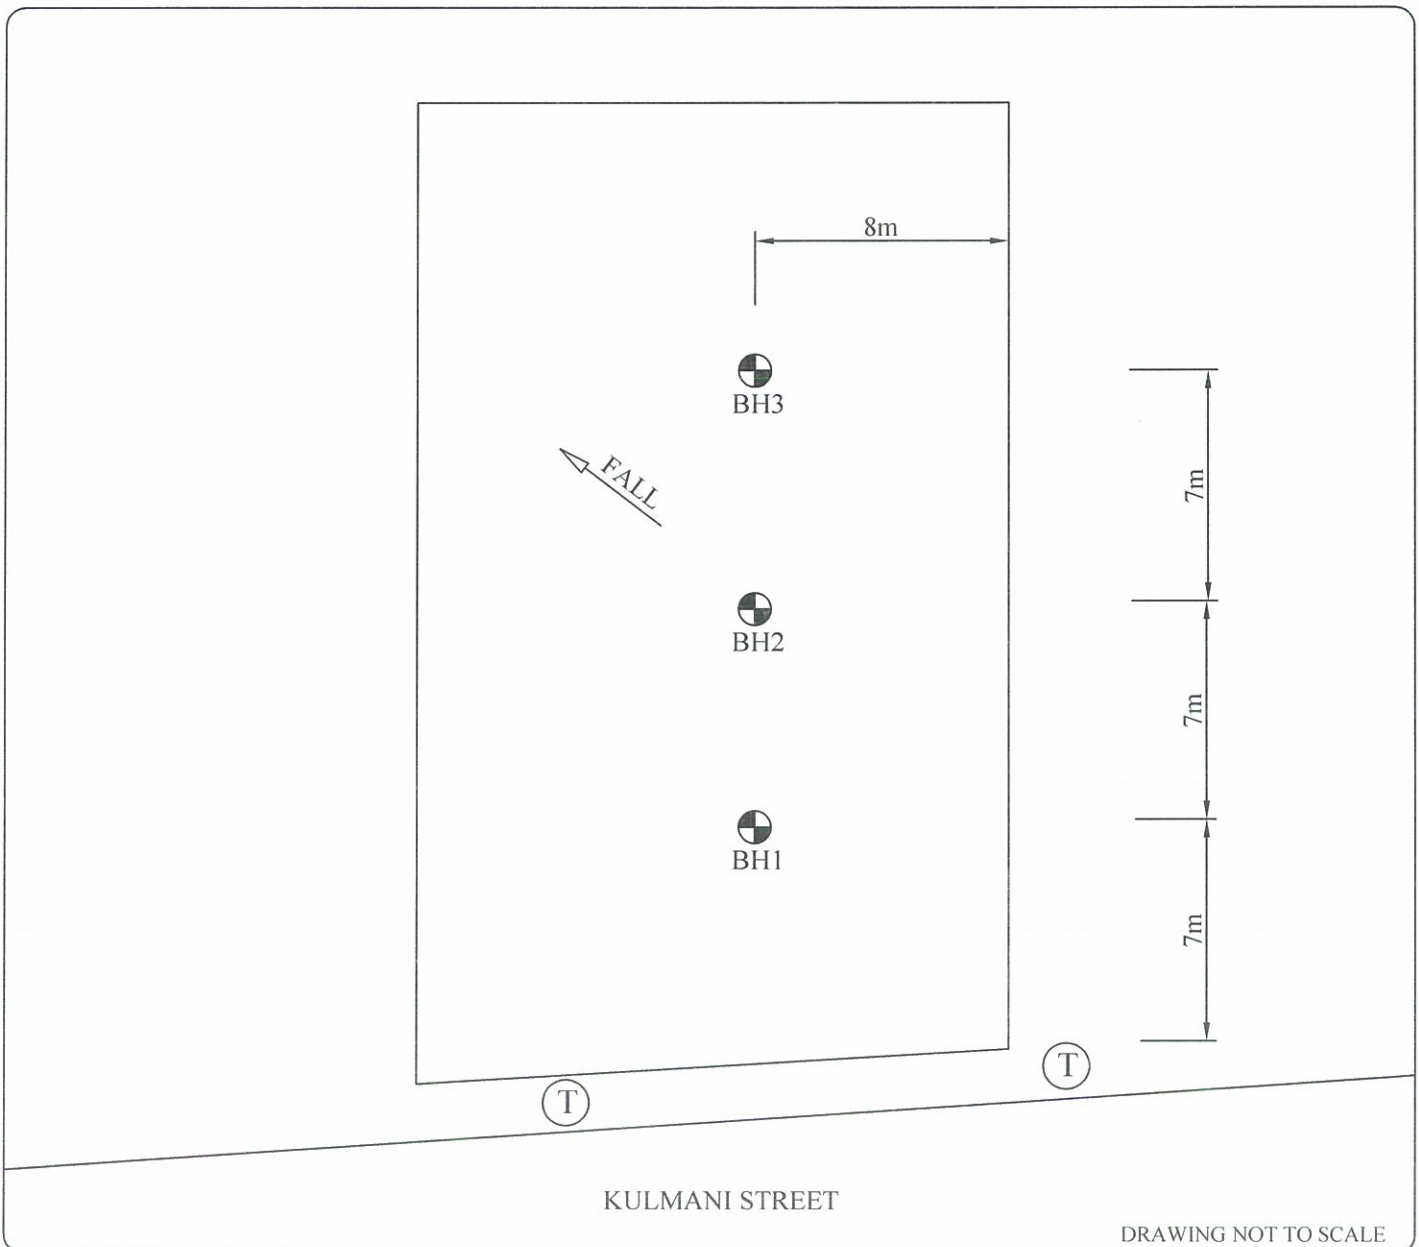 8m
BH3
FALL
7m
BH2
7m
BH1
7m
T
T
KULMANI STREET
DRAWING NOT TO SCALE